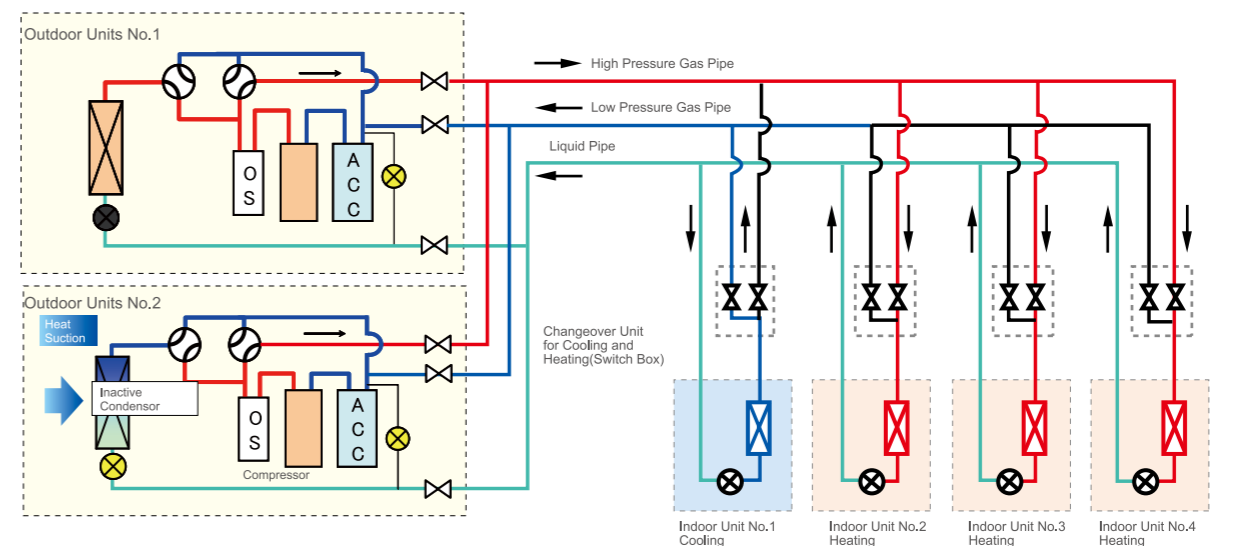 Outdoor Units No.1
O
S
A
C
C
High Pressure Gas Pipe
Low Pressure Gas Pipe
Liquid Pipe
Outdoor Units No.2
Heat
Suction
Inactive
Condensor
O
S
A
C
C
Compressor
Changeover Unit
for Cooling and
Heating(Switch Box)
Indoor Unit No.1
Cooling
Indoor Unit No.2
Heating
Indoor Unit No.3
Heating
Indoor Unit No.4
Heating